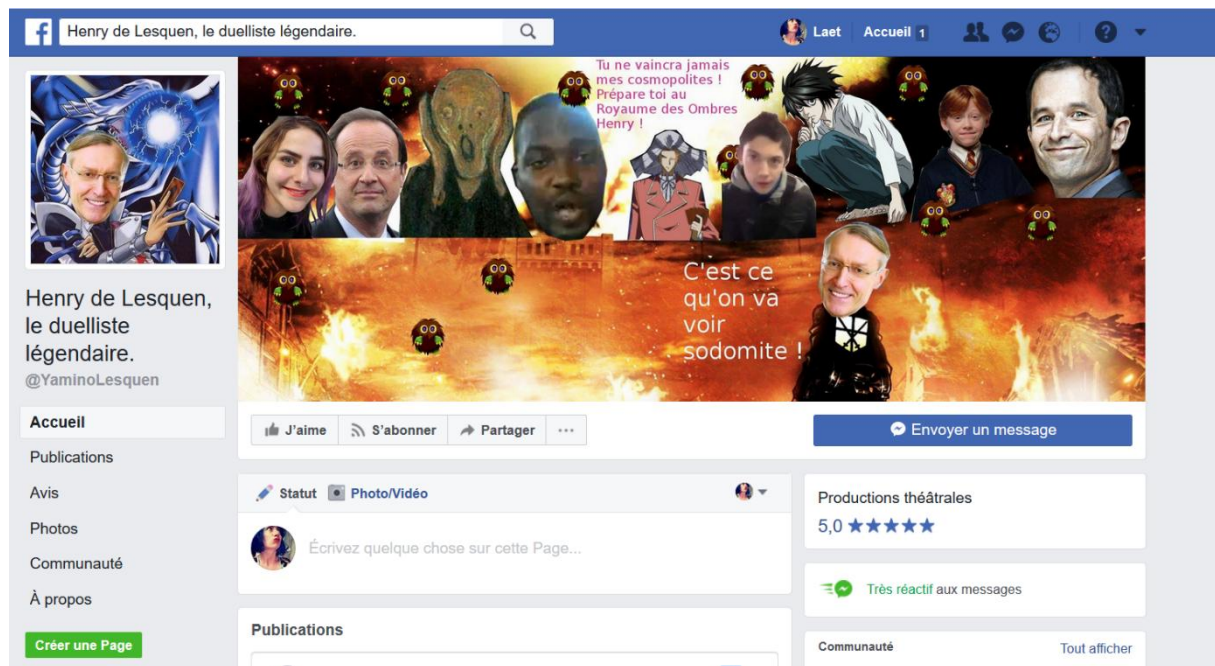 Henry de Lesquen, le duelliste légendaire.
Laet
Accueil 1
Tu ne vaincra jamais
mes cosmopolites !
Prépare toi au
Royaume des Ombres
Henry !
C'est ce
qu'on va
voir
sodomite !
Henry de Lesquen,
le duelliste
légendaire.
@YaminoLesquen
Accueil
Publications
Avis
Photos
Communauté
À propos
Créer une Page
J'aime
S'abonner
Partager
Envoyer un message
Statut
Photo/Vidéo
Écrivez quelque chose sur cette Page...
Publications
Productions théâtrales
5,0 ★★★★★
Très réactif aux messages
Communauté
Tout afficher